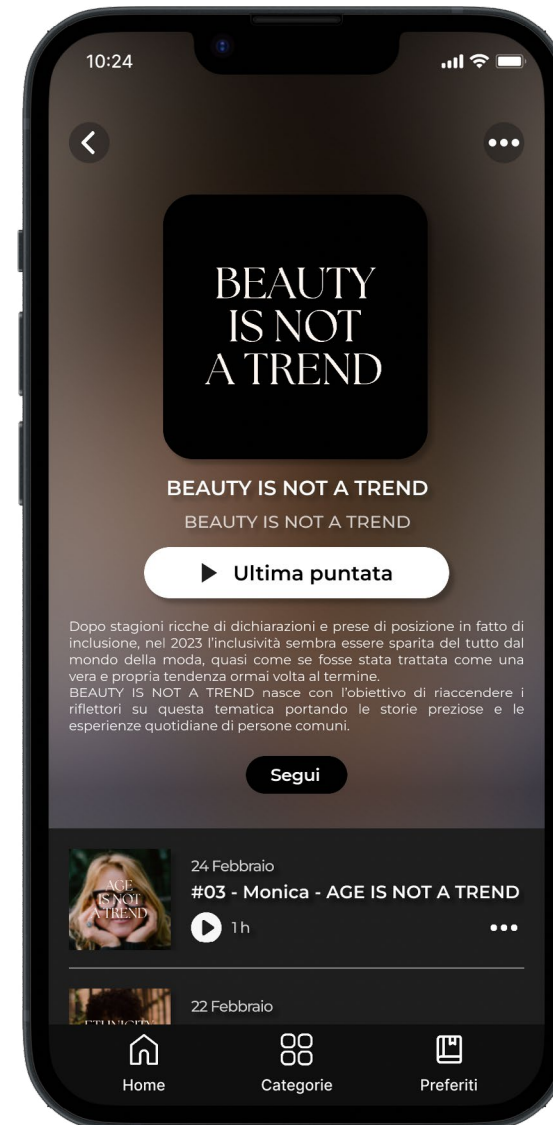 10:24
BEAUTY
IS NOT
A TREND
BEAUTY IS NOT A TREND
BEAUTY IS NOT A TREND
Ultima puntata
Dopo stagioni ricche di dichiarazioni e prese di posizione in fatto di
inclusione, nel 2023 l'inclusività sembra essere sparita del tutto dal
mondo della moda, quasi come se fosse stata trattata come una
vera e propria tendenza ormai volta al termine.
BEAUTY IS NOT A TREND nasce con l'obiettivo di riaccendere i
riflettori su questa tematica portando le storie preziose e le
esperienze quotidiane di persone comuni.
Segui
AGE
IS NOT
A TREND
24 Febbraio
#03 - Monica - AGE IS NOT A TREND
1 h
ETHNICITY
22 Febbraio
Home
Categorie
Preferiti